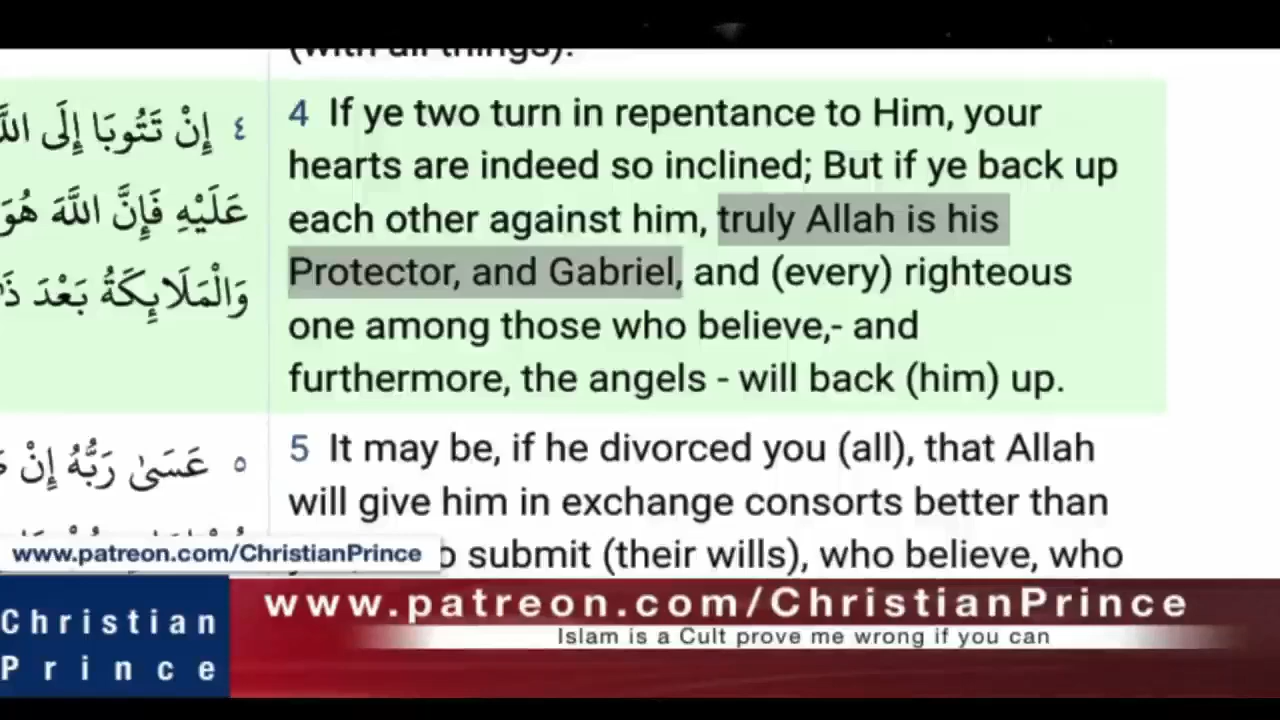 (with all things).
٤ إِنْ تَتُوبَا إِلَى
عَلَيْهِ فَإِنَّ اللَّهَ هُوَ
وَالْمَلَائِكَةُ بَعْدَ
4 If ye two turn in repentance to Him, your
hearts are indeed so inclined; But if ye back up
each other against him, truly Allah is his
Protector, and Gabriel, and (every) righteous
one among those who believe,- and
furthermore, the angels - will back (him) up.
٥ عَسَىٰ رَبُّهُ إِنْ
5 It may be, if he divorced you (all), that Allah
will give him in exchange consorts better than
submit (their wills), who believe, who
www.patreon.com/ChristianPrince
Christian
Prince
www.patreon.com/ChristianPrince
Islam is a Cult prove me wrong if you can